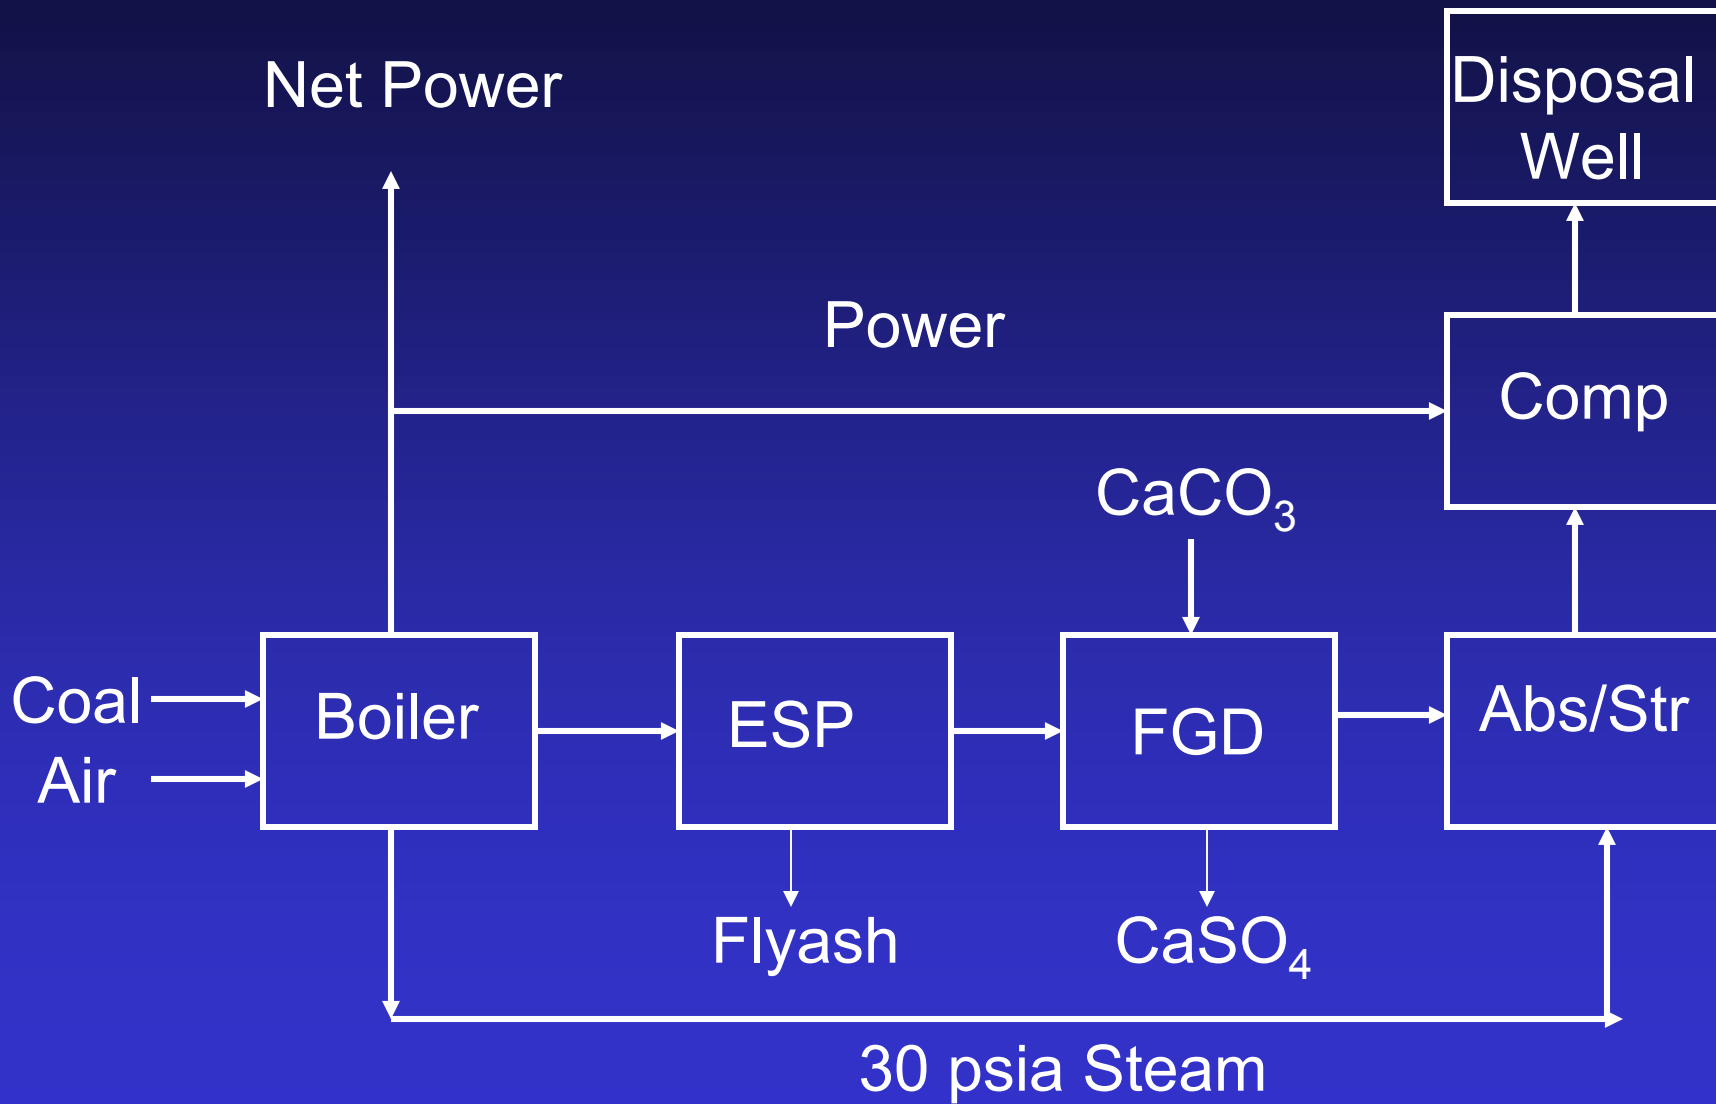 Net Power
Disposal
Well
Power
Comp
CaCO₃
Coal
Air
Boiler
ESP
FGD
Abs/Str
Flyash
CaSO₄
30 psia Steam